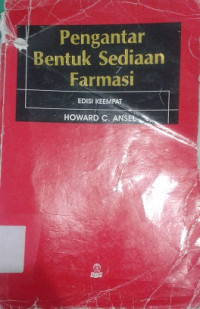 Pengantar
Bentuk Sediaan
Farmasi
EDISI KEEMPAT
HOWARD C. ANSEL